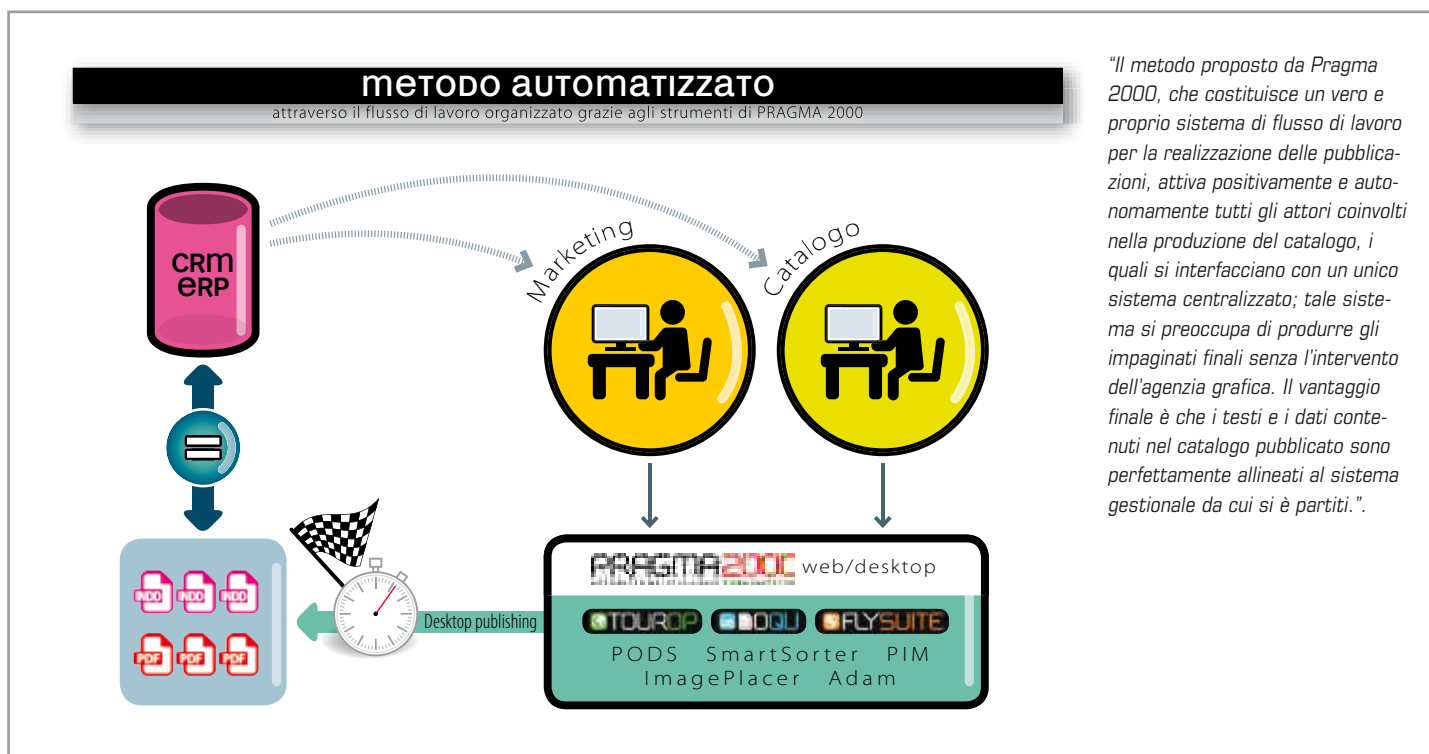 metodo automatizzato
attraverso il flusso di lavoro organizzato grazie agli strumenti di PRAGMA 2000
CRM
ERP
Marketing
Catalogo
INDD INDD INDD
PDF PDF PDF
Desktop publishing
PRAGMA2000 web/desktop
TOUROP DQU FLYSUITE
PODS SmartSorter PIM
ImagePlacer Adam
“Il metodo proposto da Pragma
2000, che costituisce un vero e
proprio sistema di flusso di lavoro
per la realizzazione delle pubblica-
zioni, attiva positivamente e auto-
nomamente tutti gli attori coinvolti
nella produzione del catalogo, i
quali si interfacciano con un unico
sistema centralizzato; tale siste-
ma si preoccupa di produrre gli
impaginati finali senza l’intervento
dell’agenzia grafica. Il vantaggio
finale è che i testi e i dati conte-
nuti nel catalogo pubblicato sono
perfettamente allineati al sistema
gestionale da cui si è partiti.”.